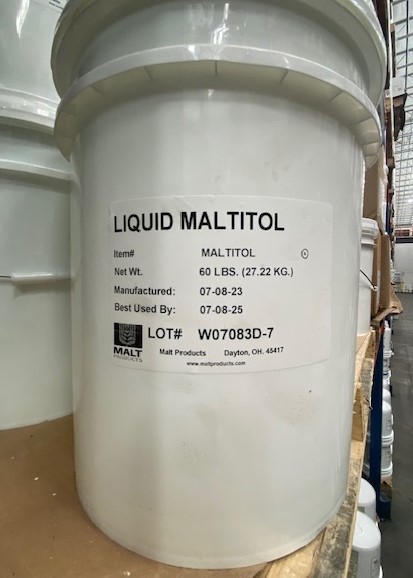 LIQUID MALTITOL
Item# MALTITOL
Net Wt. 60 LBS. (27.22 KG.)
Manufactured: 07-08-23
Best Used By: 07-08-25
LOT# W07083D-7
MALT
PRODUCTS
Malt Products Dayton, OH. 45417
www.maltproducts.com